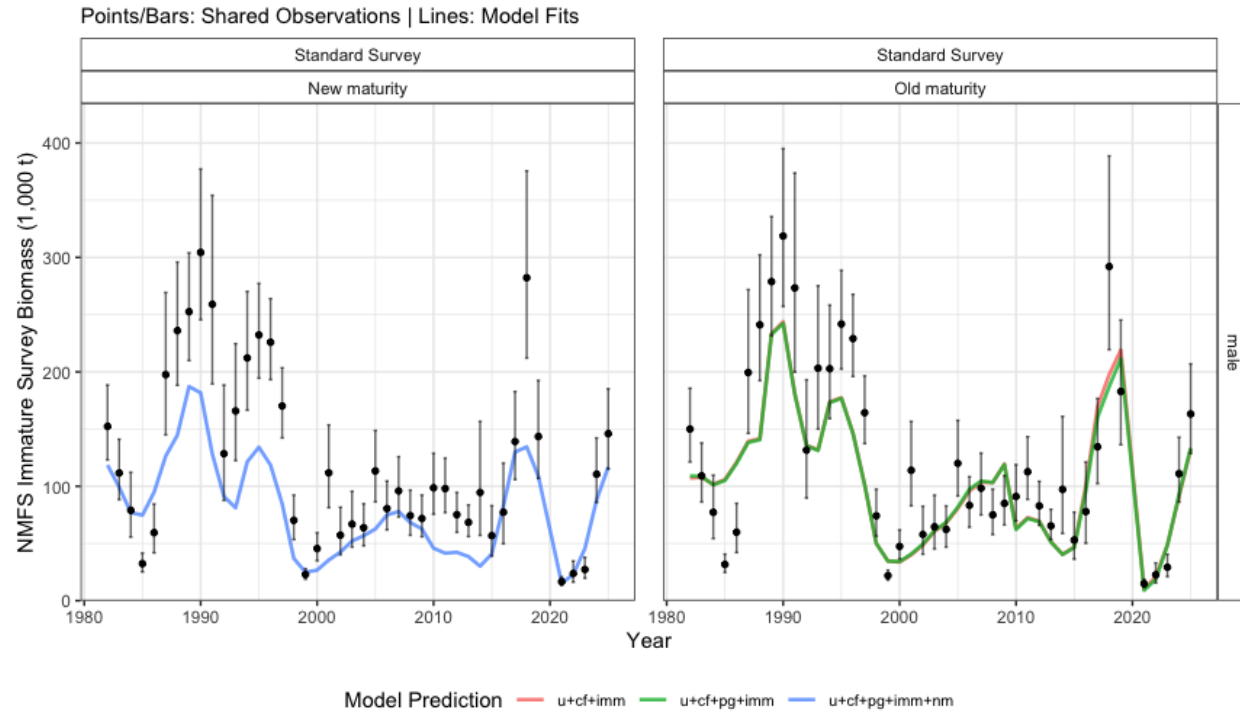 Points/Bars: Shared Observations | Lines: Model Fits
Standard Survey
New maturity
Standard Survey
Old maturity
male
NMFS Immature Survey Biomass (1,000 t)
400
300
200
100
0
1980
1990
2000
2010
2020
1980
1990
2000
2010
2020
Year
Model Prediction
u+cf+imm
u+cf+pg+imm
u+cf+pg+imm+nm